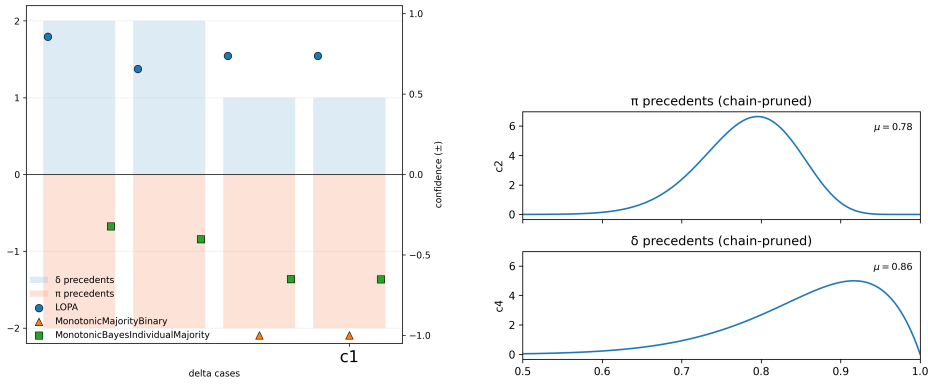 2
1
0
−1
−2
1.0
0.5
0.0
−0.5
−1.0
confidence (±)
δ precedents
π precedents
LOPA
MonotonicMajorityBinary
MonotonicBayesIndividualMajority
c1
delta cases
π precedents (chain-pruned)
μ = 0.78
6
4
2
0
c2
δ precedents (chain-pruned)
μ = 0.86
6
4
2
0
c4
0.5 0.6 0.7 0.8 0.9 1.0